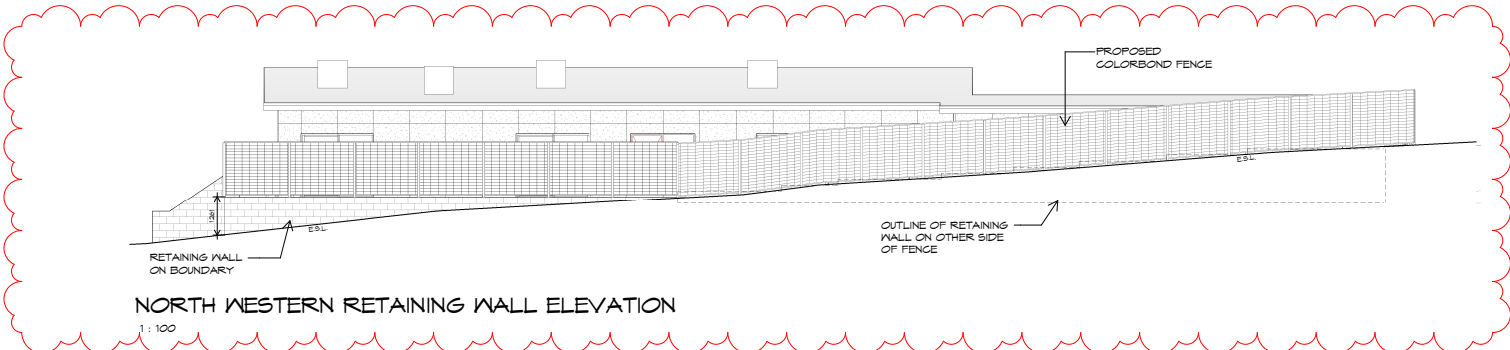 PROPOSED
COLORBOND FENCE
E.S.L.
1281
E.S.L.
OUTLINE OF RETAINING
WALL ON OTHER SIDE
OF FENCE
RETAINING WALL
ON BOUNDARY
NORTH WESTERN RETAINING WALL ELEVATION
1 : 100